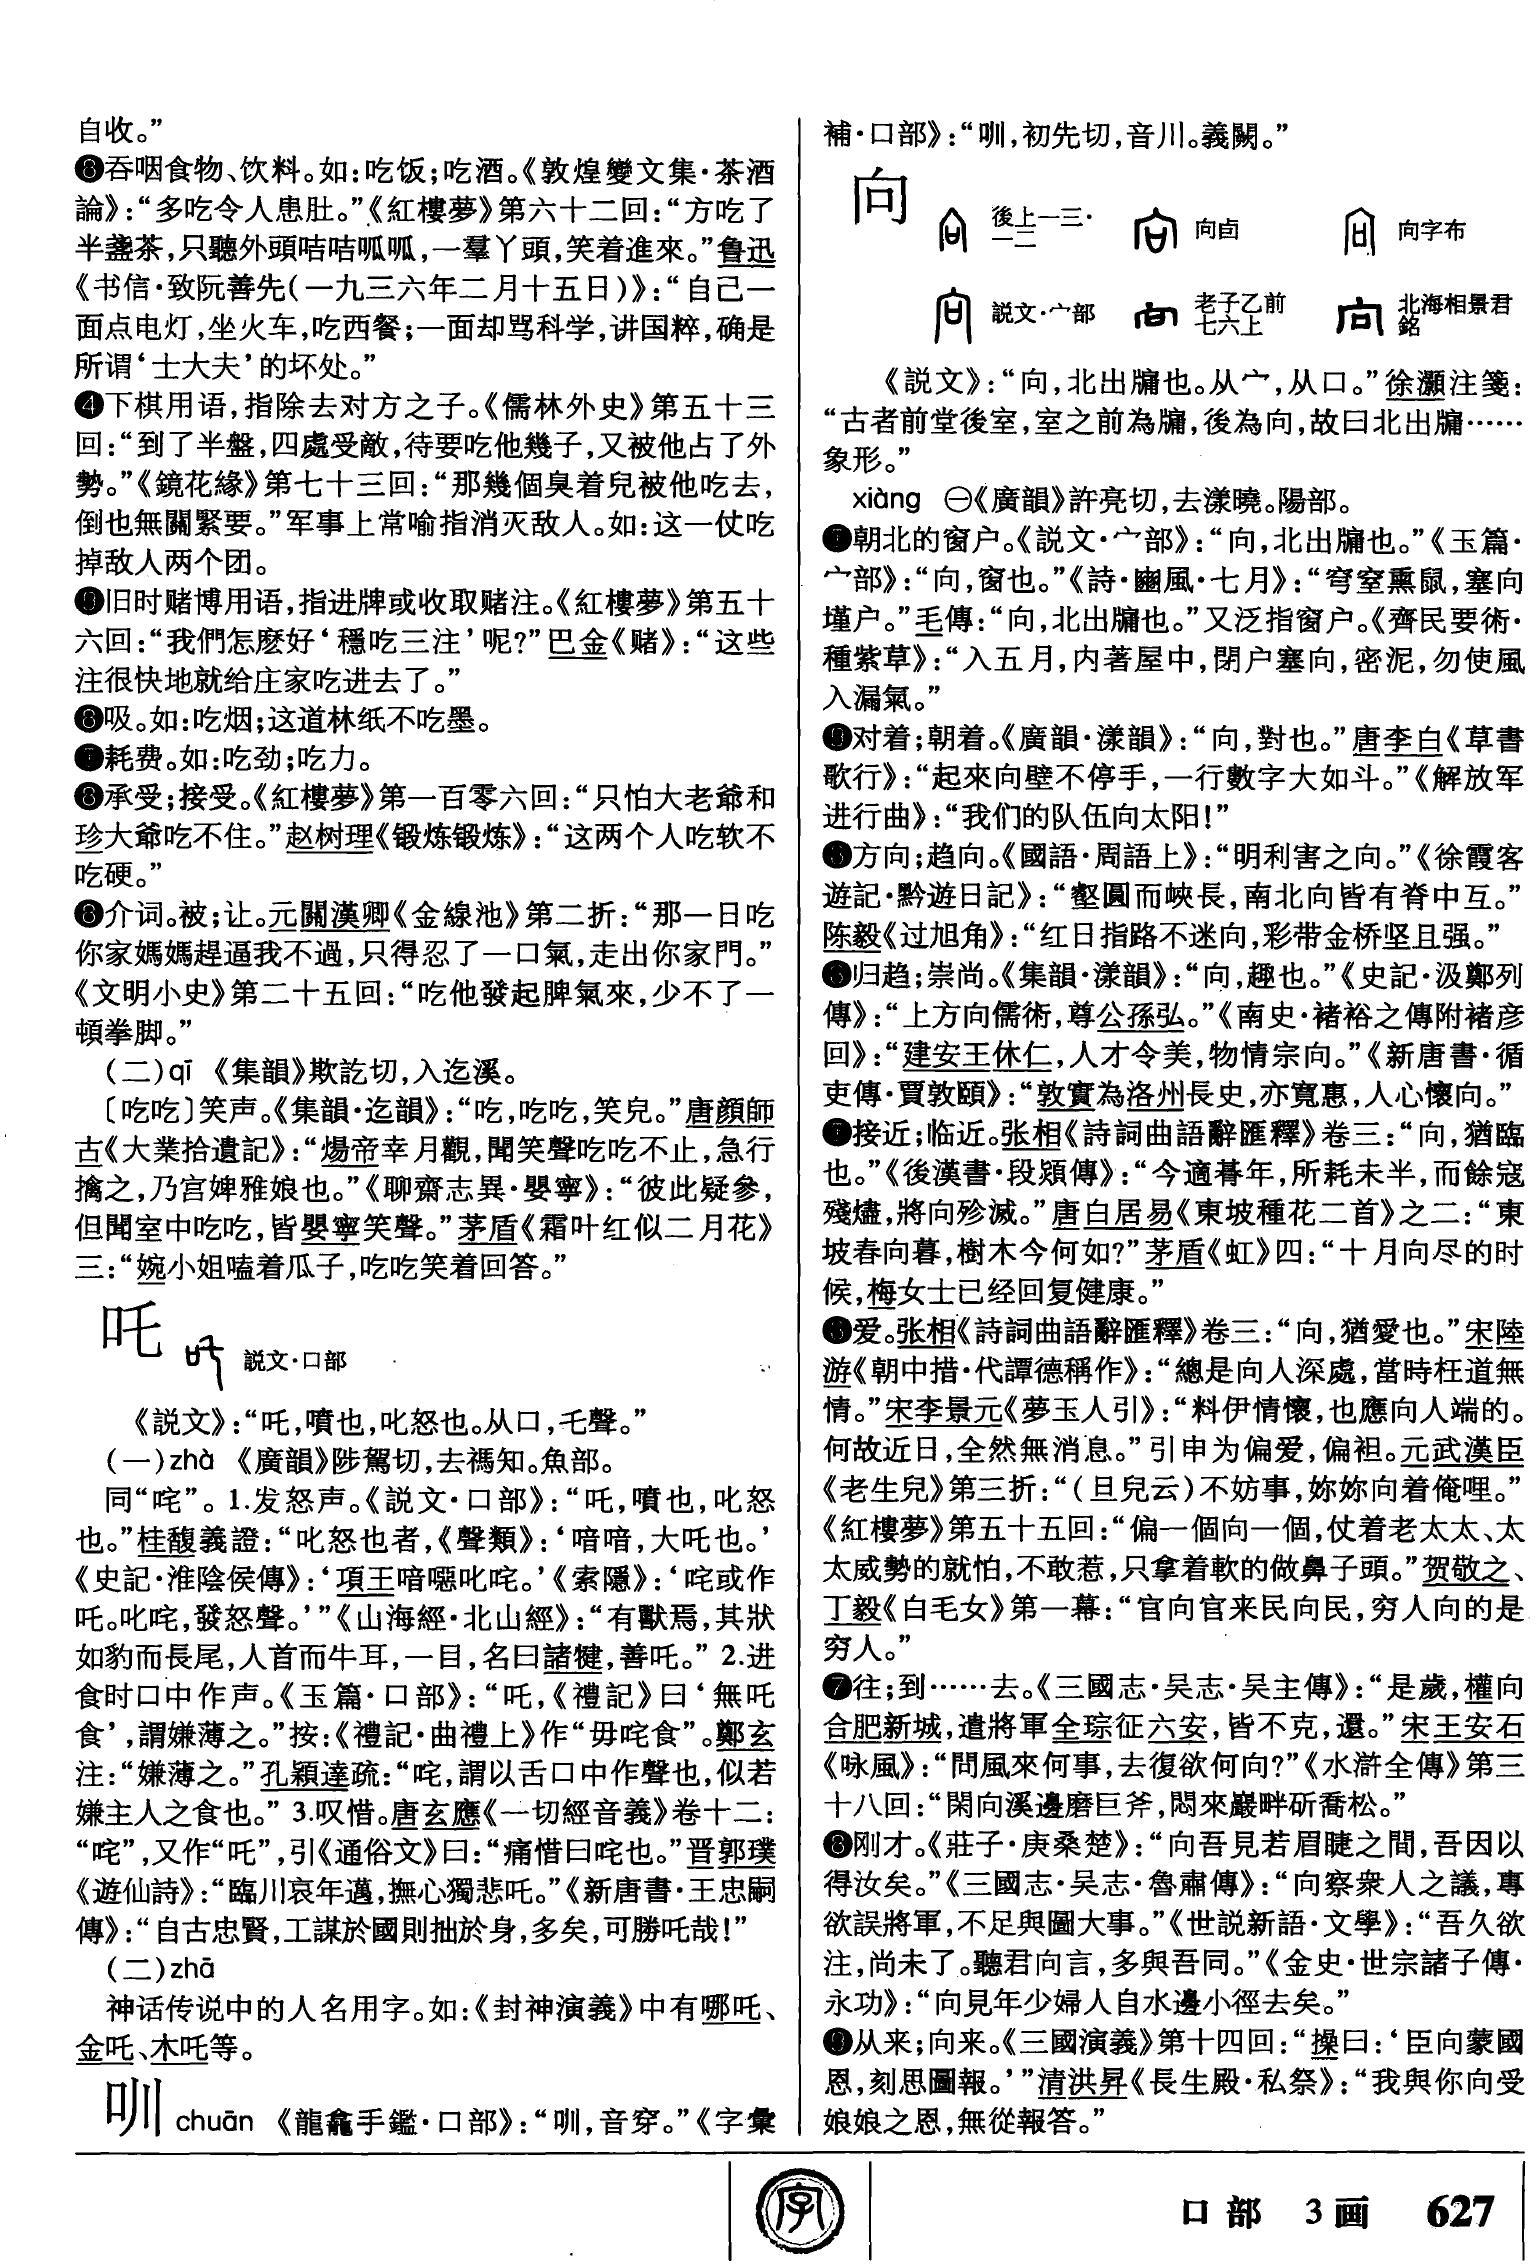 自收。”
❸吞咽食物、饮料。如:吃饭;吃酒。《敦煌變文集·茶酒
論》:“多吃令人患肚。”《紅樓夢》第六十二回:“方吃了
半盞茶,只聽外頭咭咭呱呱,一羣丫頭,笑着進來。”鲁迅
《书信·致阮善先(一九三六年二月十五日)》:“自己一
面点电灯,坐火车,吃西餐;一面却骂科学,讲国粹,确是
所谓‘士大夫’的坏处。”
❹下棋用语,指除去对方之子。《儒林外史》第五十三
回:“到了半盤,四處受敵,待要吃他幾子,又被他占了外
勢。”《鏡花緣》第七十三回:“那幾個臭着兒被他吃去,
倒也無關緊要。”军事上常喻指消灭敌人。如:这一仗吃
掉敌人两个团。
❺旧时赌博用语,指进牌或收取赌注。《紅樓夢》第五十
六回:“我們怎麽好‘穩吃三注’呢?”巴金《赌》:“这些
注很快地就给庄家吃进去了。”
❻吸。如:吃烟;这道林纸不吃墨。
❼耗费。如:吃劲;吃力。
❽承受;接受。《紅樓夢》第一百零六回:“只怕大老爺和
珍大爺吃不住。”赵树理《锻炼锻炼》:“这两个人吃软不
吃硬。”
❾介词。被;让。元關漢卿《金線池》第二折:“那一日吃
你家媽媽趕逼我不過,只得忍了一口氣,走出你家門。”
《文明小史》第二十五回:“吃他發起脾氣來,少不了一
頓拳脚。”
(二)qī 《集韻》欺訖切,入迄溪。
〔吃吃〕笑声。《集韻·迄韻》:“吃,吃吃,笑皃。”唐顔師
古《大業拾遺記》:“煬帝幸月觀,聞笑聲吃吃不止,急行
擒之,乃宫婢雅娘也。”《聊齋志異·嬰寧》:“彼此疑參,
但聞室中吃吃,皆嬰寧笑聲。”茅盾《霜叶红似二月花》
三:“婉小姐嗑着瓜子,吃吃笑着回答。”
吒 説文·口部
《説文》:“吒,噴也,叱怒也。从口,乇聲。”
(一)zhà 《廣韻》陟駕切,去禡知。魚部。
同“咤”。1.发怒声。《説文·口部》:“吒,噴也,叱怒
也。”桂馥義證:“叱怒也者,《聲類》:‘喑喑,大吒也。’
《史記·淮陰侯傳》:‘項王喑噁叱咤。’《索隱》:‘咤或作
吒。叱咤,發怒聲。’”《山海經·北山經》:“有獸焉,其狀
如豹而長尾,人首而牛耳,一目,名曰諸犍,善吒。” 2.进
食时口中作声。《玉篇·口部》:“吒,《禮記》曰‘無吒
食’,謂嫌薄之。”按:《禮記·曲禮上》作“毋咤食”。鄭玄
注:“嫌薄之。”孔穎達疏:“咤,謂以舌口中作聲也,似若
嫌主人之食也。” 3.叹惜。唐玄應《一切經音義》卷十二:
“咤”,又作“吒”,引《通俗文》曰:“痛惜曰咤也。”晋郭璞
《遊仙詩》:“臨川哀年邁,撫心獨悲吒。”《新唐書·王忠嗣
傳》:“自古忠賢,工謀於國則拙於身,多矣,可勝吒哉!”
(二)zhā
神话传说中的人名用字。如:《封神演義》中有哪吒、
金吒、木吒等。
㕧 chuān 《龍龕手鑑·口部》:“㕧,音穿。”《字彙
補·口部》:“㕧,初先切,音川。義闕。”
向 後上一三·一二 向卣 向字布
説文·宀部 老子乙前七六上 北海相景君銘
《説文》:“向,北出牖也。从宀,从口。”徐灝注箋:
“古者前堂後室,室之前為牖,後為向,故曰北出牖……
象形。”
xiàng ㊀《廣韻》許亮切,去漾曉。陽部。
❶朝北的窗户。《説文·宀部》:“向,北出牖也。”《玉篇·
宀部》:“向,窗也。”《詩·豳風·七月》:“穹窒熏鼠,塞向
墐户。”毛傳:“向,北出牖也。”又泛指窗户。《齊民要術·
種紫草》:“入五月,内著屋中,閉户塞向,密泥,勿使風
入漏氣。”
❷对着;朝着。《廣韻·漾韻》:“向,對也。”唐李白《草書
歌行》:“起來向壁不停手,一行數字大如斗。”《解放军
进行曲》:“我们的队伍向太阳!”
❸方向;趋向。《國語·周語上》:“明利害之向。”《徐霞客
遊記·黔遊日記》:“壑圓而峽長,南北向皆有脊中互。”
陈毅《过旭角》:“红日指路不迷向,彩带金桥坚且强。”
❹归趋;崇尚。《集韻·漾韻》:“向,趣也。”《史記·汲鄭列
傳》:“上方向儒術,尊公孫弘。”《南史·褚裕之傳附褚彦
回》:“建安王休仁,人才令美,物情宗向。”《新唐書·循
吏傳·賈敦頤》:“敦實為洛州長史,亦寬惠,人心懷向。”
❺接近;临近。张相《詩詞曲語辭匯釋》卷三:“向,猶臨
也。”《後漢書·段熲傳》:“今適朞年,所耗未半,而餘寇
殘燼,將向殄滅。”唐白居易《東坡種花二首》之二:“東
坡春向暮,樹木今何如?”茅盾《虹》四:“十月向尽的时
候,梅女士已经回复健康。”
❻爱。张相《詩詞曲語辭匯釋》卷三:“向,猶愛也。”宋陸
游《朝中措·代譚德稱作》:“總是向人深處,當時枉道無
情。”宋李景元《夢玉人引》:“料伊情懷,也應向人端的。
何故近日,全然無消息。”引申为偏爱,偏袒。元武漢臣
《老生兒》第三折:“(旦兒云)不妨事,妳妳向着俺哩。”
《紅樓夢》第五十五回:“偏一個向一個,仗着老太太、太
太威勢的就怕,不敢惹,只拿着軟的做鼻子頭。”贺敬之、
丁毅《白毛女》第一幕:“官向官来民向民,穷人向的是
穷人。”
❼往;到……去。《三國志·吴志·吴主傳》:“是歲,權向
合肥新城,遣將軍全琮征六安,皆不克,還。”宋王安石
《咏風》:“問風來何事,去復欲何向?”《水滸全傳》第三
十八回:“閑向溪邊磨巨斧,悶來巖畔斫喬松。”
❽刚才。《莊子·庚桑楚》:“向吾見若眉睫之間,吾因以
得汝矣。”《三國志·吴志·魯肅傳》:“向察衆人之議,專
欲誤將軍,不足與圖大事。”《世説新語·文學》:“吾久欲
注,尚未了。聽君向言,多與吾同。”《金史·世宗諸子傳·
永功》:“向見年少婦人自水邊小徑去矣。”
❾从来;向来。《三國演義》第十四回:“操曰:‘臣向蒙國
恩,刻思圖報。’”清洪昇《長生殿·私祭》:“我與你向受
娘娘之恩,無從報答。”
字 口部 3画 627